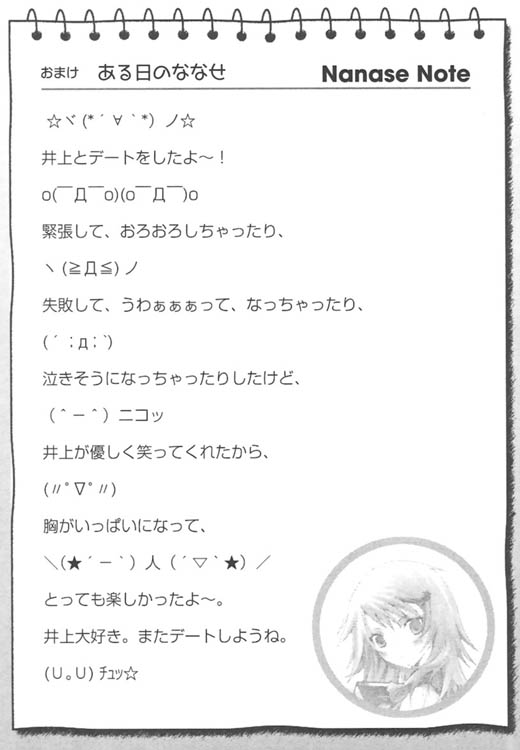 おまけ ある日のななせ Nanase Note
☆ヾ(*´∀｀*)ノ☆
井上とデートをしたよ～！
o(￣Д￣o)(o￣Д￣)o
緊張して、おろおろしちゃったり、
ヽ(≧Д≦)ノ
失敗して、うわぁぁぁって、なっちゃったり、
(´；д；`)
泣きそうになっちゃったりしたけど、
（＾－＾）ニコッ
井上が優しく笑ってくれたから、
(〃ﾟ∇ﾟ〃)
胸がいっぱいになって、
＼(★´－｀）人（´▽｀★)／
とっても楽しかったよ～。
井上大好き。またデートしようね。
(U。U) ﾁｭｯ☆